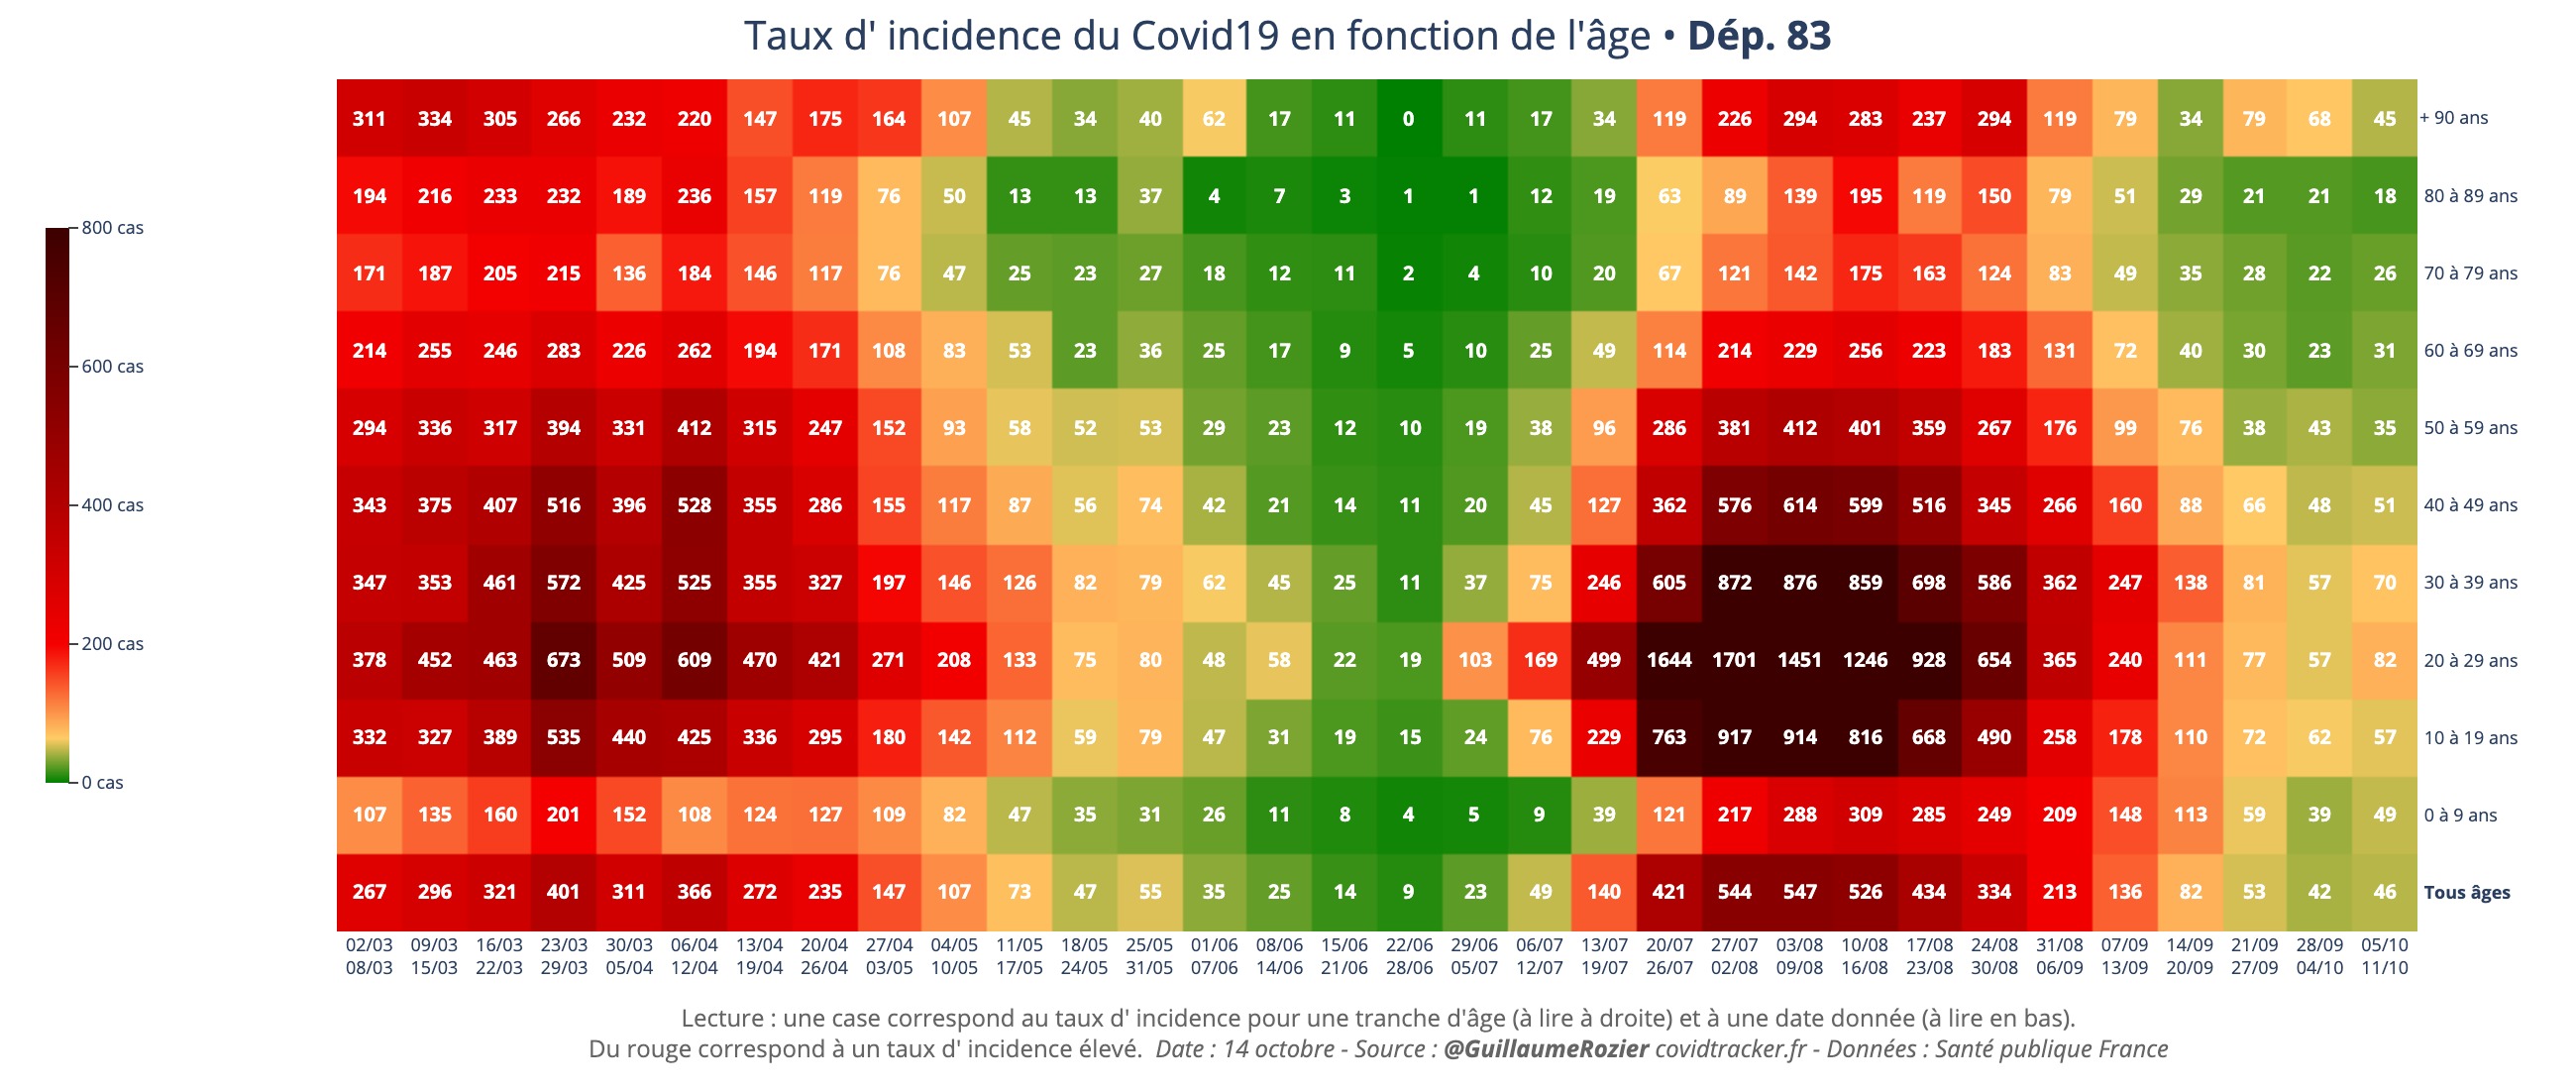 Taux d' incidence du Covid19 en fonction de l'âge • Dép. 83
800 cas
600 cas
400 cas
200 cas
0 cas
311 334 305 266 232 220 147 175 164 107 45 34 40 62 17 11 0 11 17 34 119 226 294 283 237 294 119 79 34 79 68 45 + 90 ans
194 216 233 232 189 236 157 119 76 50 13 13 37 4 7 3 1 1 12 19 63 89 139 195 119 150 79 51 29 21 21 18 80 à 89 ans
171 187 205 215 136 184 146 117 76 47 25 23 27 18 12 11 2 4 10 20 67 121 142 175 163 124 83 49 35 28 22 26 70 à 79 ans
214 255 246 283 226 262 194 171 108 83 53 23 36 25 17 9 5 10 25 49 114 214 229 256 223 183 131 72 40 30 23 31 60 à 69 ans
294 336 317 394 331 412 315 247 152 93 58 52 53 29 23 12 10 19 38 96 286 381 412 401 359 267 176 99 76 38 43 35 50 à 59 ans
343 375 407 516 396 528 355 286 155 117 87 56 74 42 21 14 11 20 45 127 362 576 614 599 516 345 266 160 88 66 48 51 40 à 49 ans
347 353 461 572 425 525 355 327 197 146 126 82 79 62 45 25 11 37 75 246 605 872 876 859 698 586 362 247 138 81 57 70 30 à 39 ans
378 452 463 673 509 609 470 421 271 208 133 75 80 48 58 22 19 103 169 499 1644 1701 1451 1246 928 654 365 240 111 77 57 82 20 à 29 ans
332 327 389 535 440 425 336 295 180 142 112 59 79 47 31 19 15 24 76 229 763 917 914 816 668 490 258 178 110 72 62 57 10 à 19 ans
107 135 160 201 152 108 124 127 109 82 47 35 31 26 11 8 4 5 9 39 121 217 288 309 285 249 209 148 113 59 39 49 0 à 9 ans
267 296 321 401 311 366 272 235 147 107 73 47 55 35 25 14 9 23 49 140 421 544 547 526 434 334 213 136 82 53 42 46 Tous âges
02/03 09/03 16/03 23/03 30/03 06/04 13/04 20/04 27/04 04/05 11/05 18/05 25/05 01/06 08/06 15/06 22/06 29/06 06/07 13/07 20/07 27/07 03/08 10/08 17/08 24/08 31/08 07/09 14/09 21/09 28/09 05/10
08/03 15/03 22/03 29/03 05/04 12/04 19/04 26/04 03/05 10/05 17/05 24/05 31/05 07/06 14/06 21/06 28/06 05/07 12/07 19/07 26/07 02/08 09/08 16/08 23/08 30/08 06/09 13/09 20/09 27/09 04/10 11/10
Lecture : une case correspond au taux d' incidence pour une tranche d'âge (à lire à droite) et à une date donnée (à lire en bas).
Du rouge correspond à un taux d' incidence élevé. Date : 14 octobre - Source : @GuillaumeRozier covidtracker.fr - Données : Santé publique France